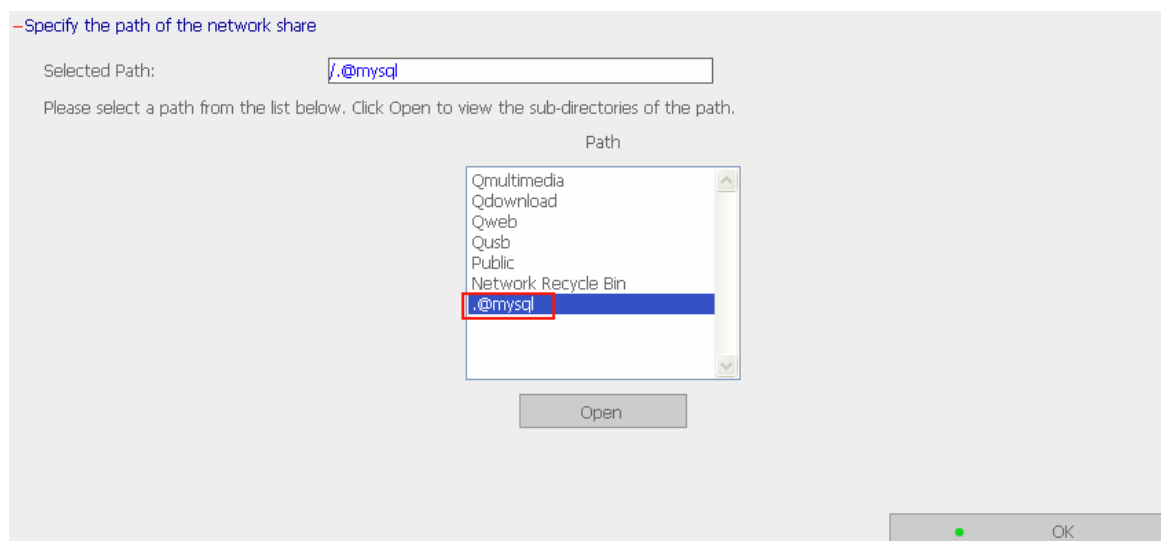 –Specify the path of the network share
Selected Path: /.@mysql
Please select a path from the list below. Click Open to view the sub-directories of the path.
Path
Qmultimedia
Qdownload
Qweb
Qusb
Public
Network Recycle Bin
.@mysql
Open
OK